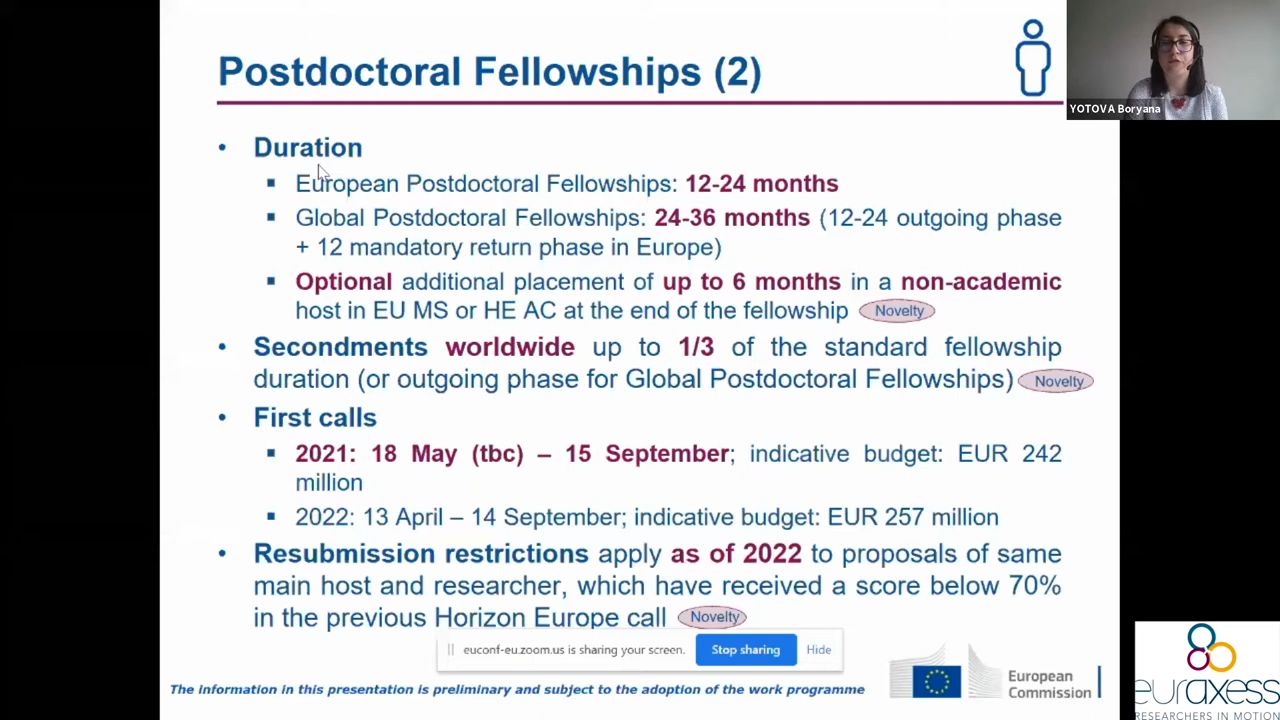 Postdoctoral Fellowships (2)
YOTOVA Boryana
• Duration
▪ European Postdoctoral Fellowships: 12-24 months
▪ Global Postdoctoral Fellowships: 24-36 months (12-24 outgoing phase
+ 12 mandatory return phase in Europe)
▪ Optional additional placement of up to 6 months in a non-academic
host in EU MS or HE AC at the end of the fellowship Novelty
• Secondments worldwide up to 1/3 of the standard fellowship
duration (or outgoing phase for Global Postdoctoral Fellowships) Novelty
• First calls
▪ 2021: 18 May (tbc) – 15 September; indicative budget: EUR 242
million
▪ 2022: 13 April – 14 September; indicative budget: EUR 257 million
• Resubmission restrictions apply as of 2022 to proposals of same
main host and researcher, which have received a score below 70%
in the previous Horizon Europe call Novelty
euconf-eu.zoom.us is sharing your screen. Stop sharing Hide
The information in this presentation is preliminary and subject to the adoption of the work programme
European
Commission
euraxess
RESEARCHERS IN MOTION